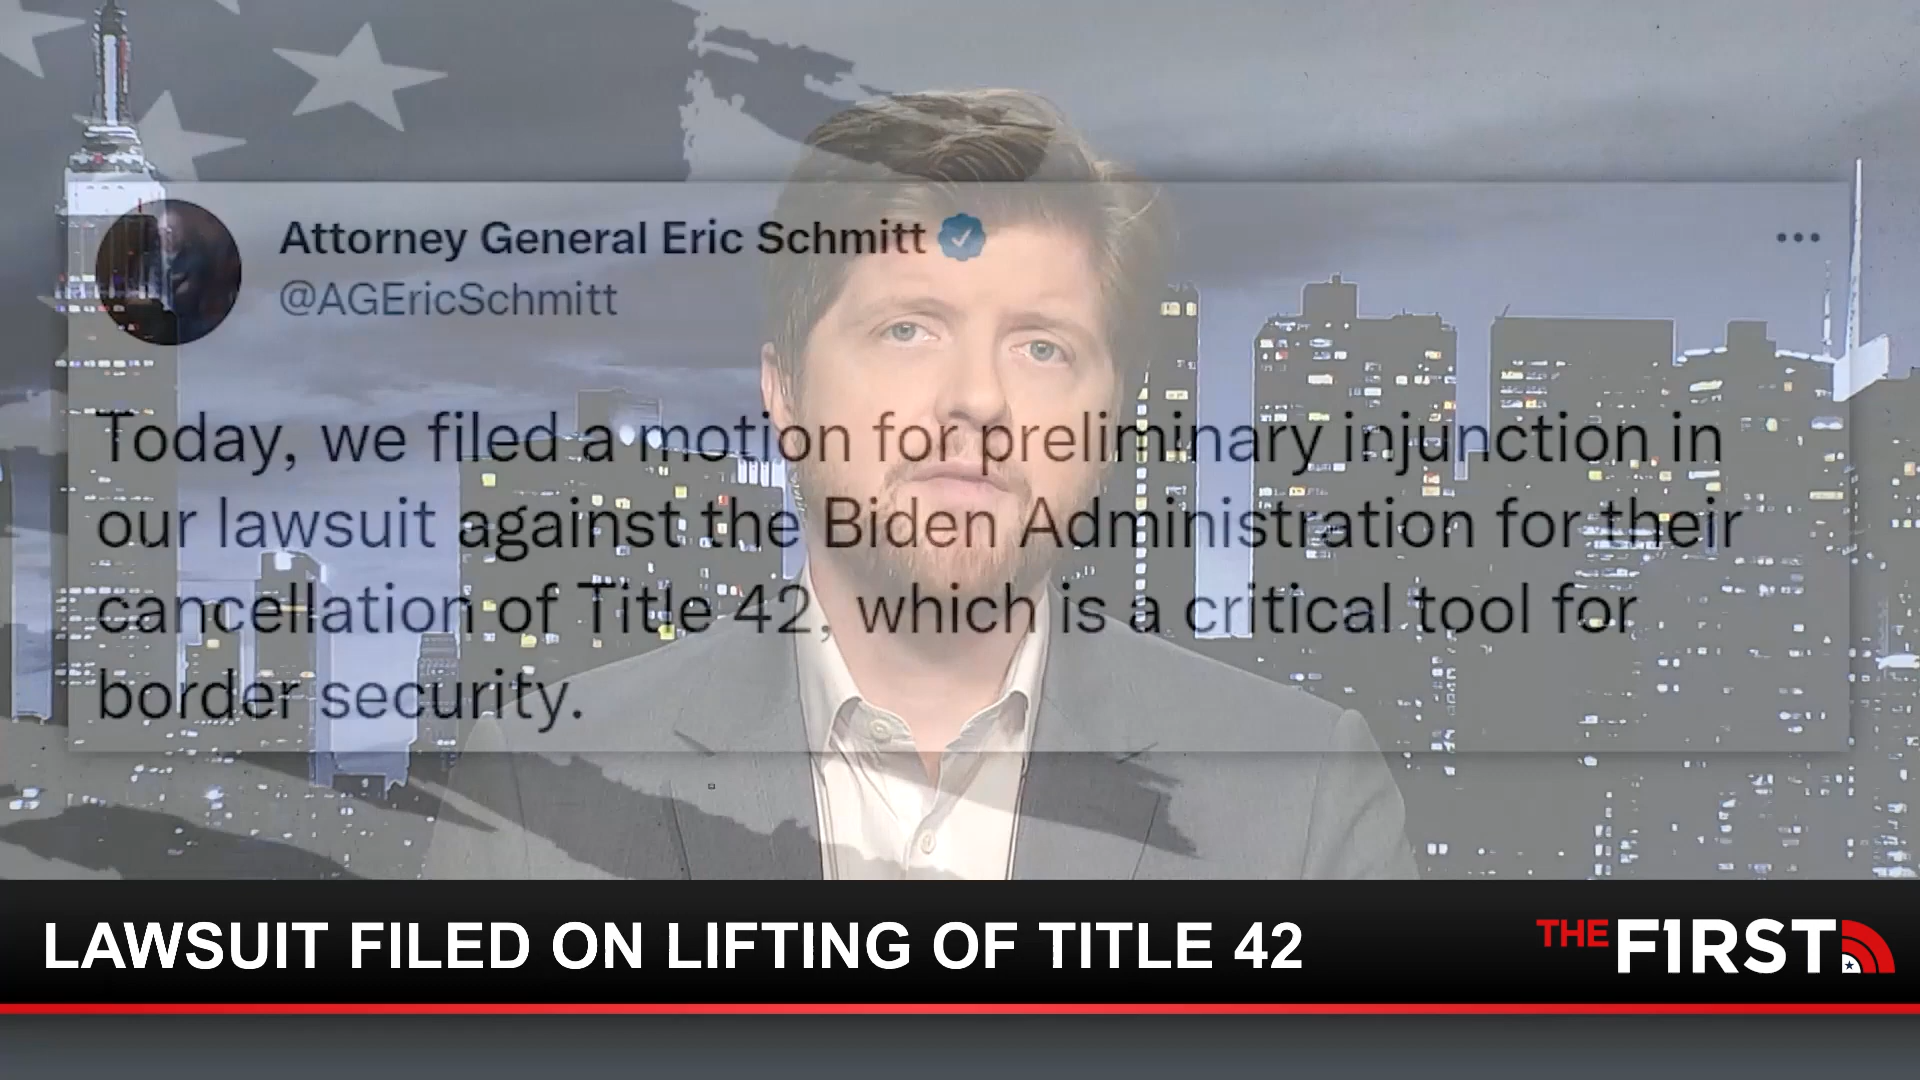 Attorney General Eric Schmitt
@AGEricSchmitt
Today, we filed a motion for preliminary injunction in
our lawsuit against the Biden Administration for their
cancellation of Title 42, which is a critical tool for
border security.
LAWSUIT FILED ON LIFTING OF TITLE 42
THE FIRST